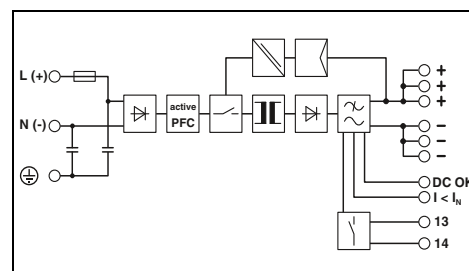 L (+)
active
PFC
N (-)
+
+
+
−
−
−
DC OK
I < IN
13
14